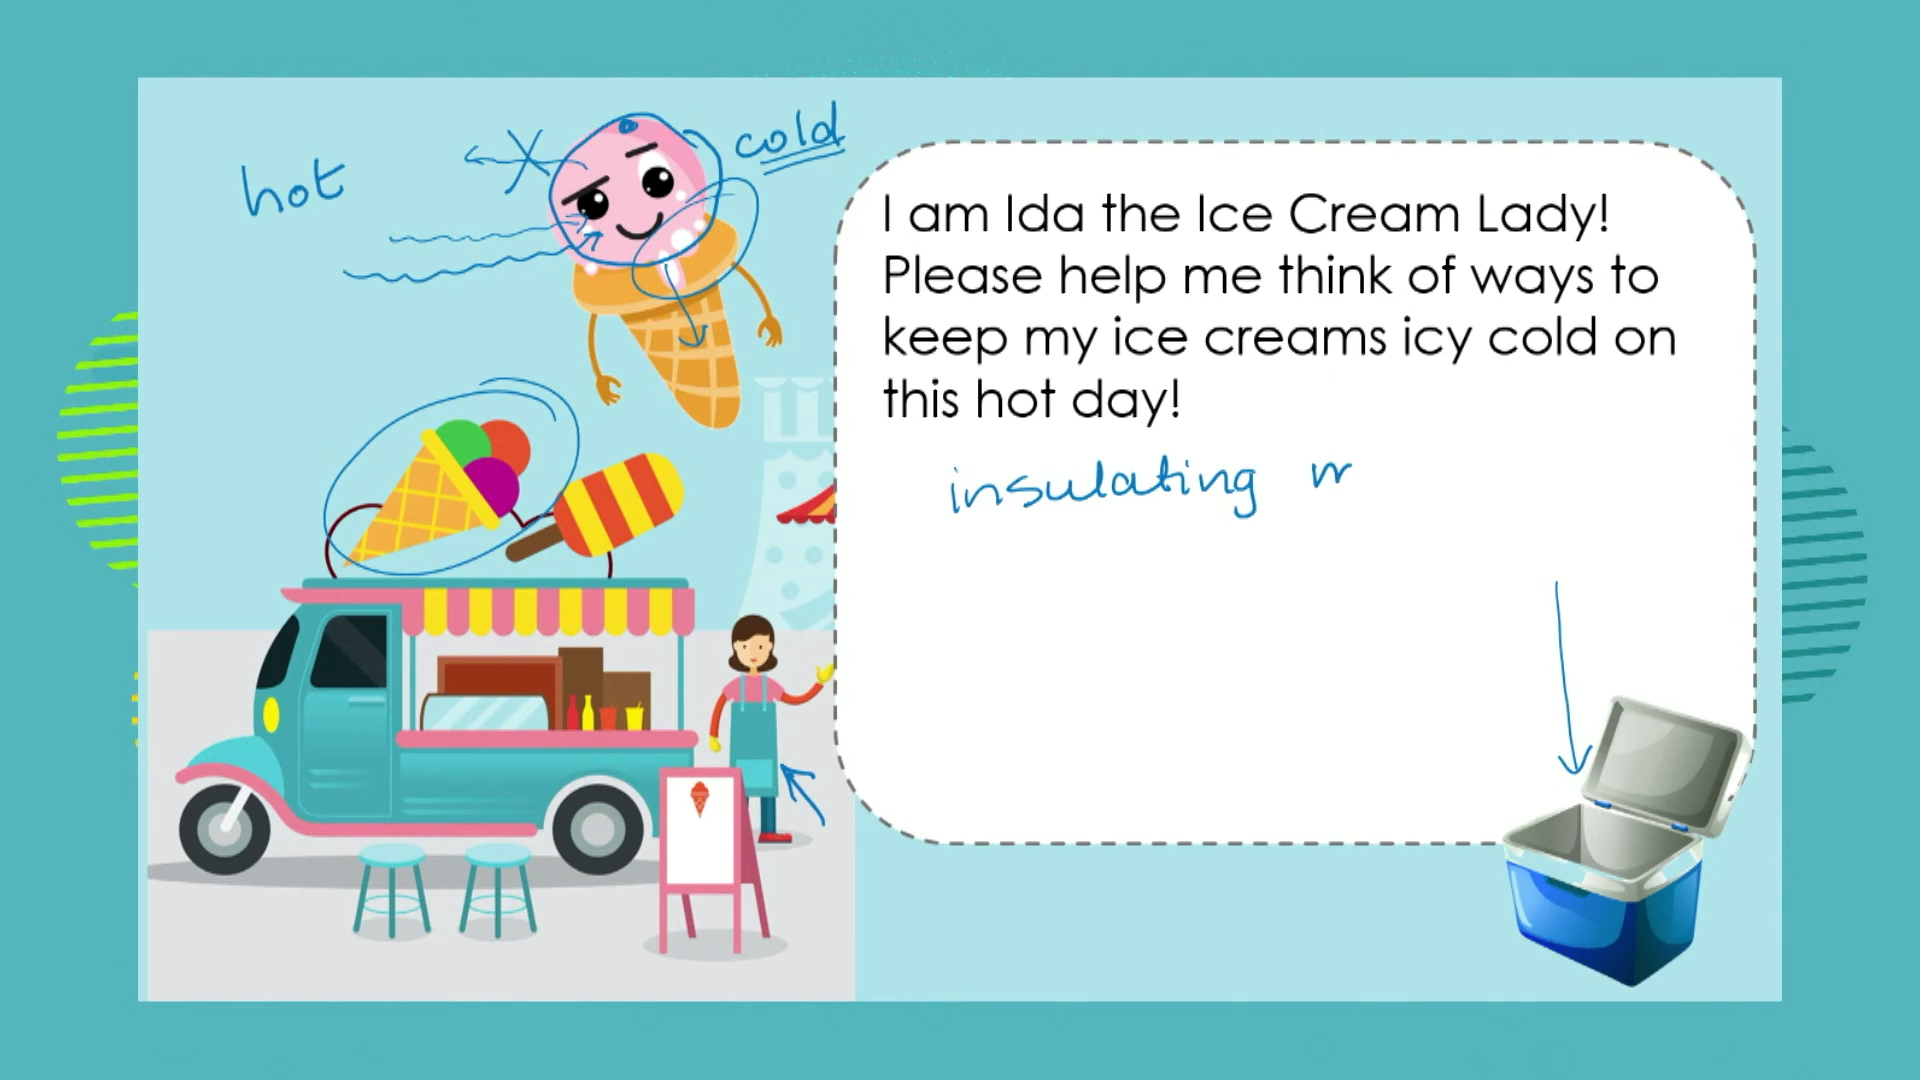 hot
cold
I am Ida the Ice Cream Lady!
Please help me think of ways to
keep my ice creams icy cold on
this hot day!
insulating